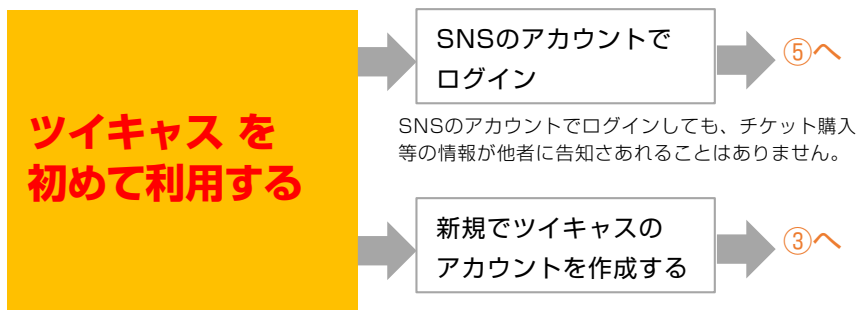 ツイキャス を
初めて利用する
SNSのアカウントで
ログイン
⑤へ
SNSのアカウントでログインしても、チケット購入
等の情報が他者に告知さあれることはありません。
新規でツイキャスの
アカウントを作成する
③へ